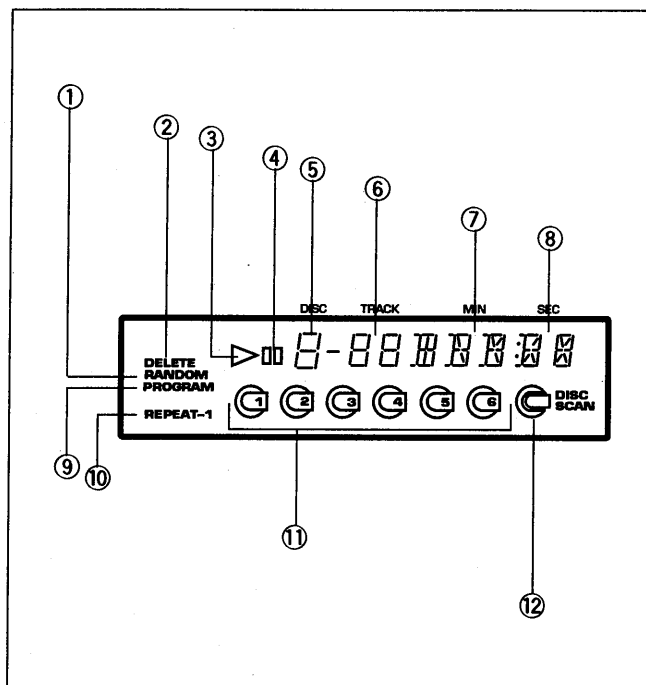 ①
②
③
④
⑤
⑥
⑦
⑧
DISC TRACK MIN SEC
DELETE
RANDOM
PROGRAM
REPEAT-1
1 2 3 4 5 6
DISC
SCAN
⑨
⑩
⑪
⑫